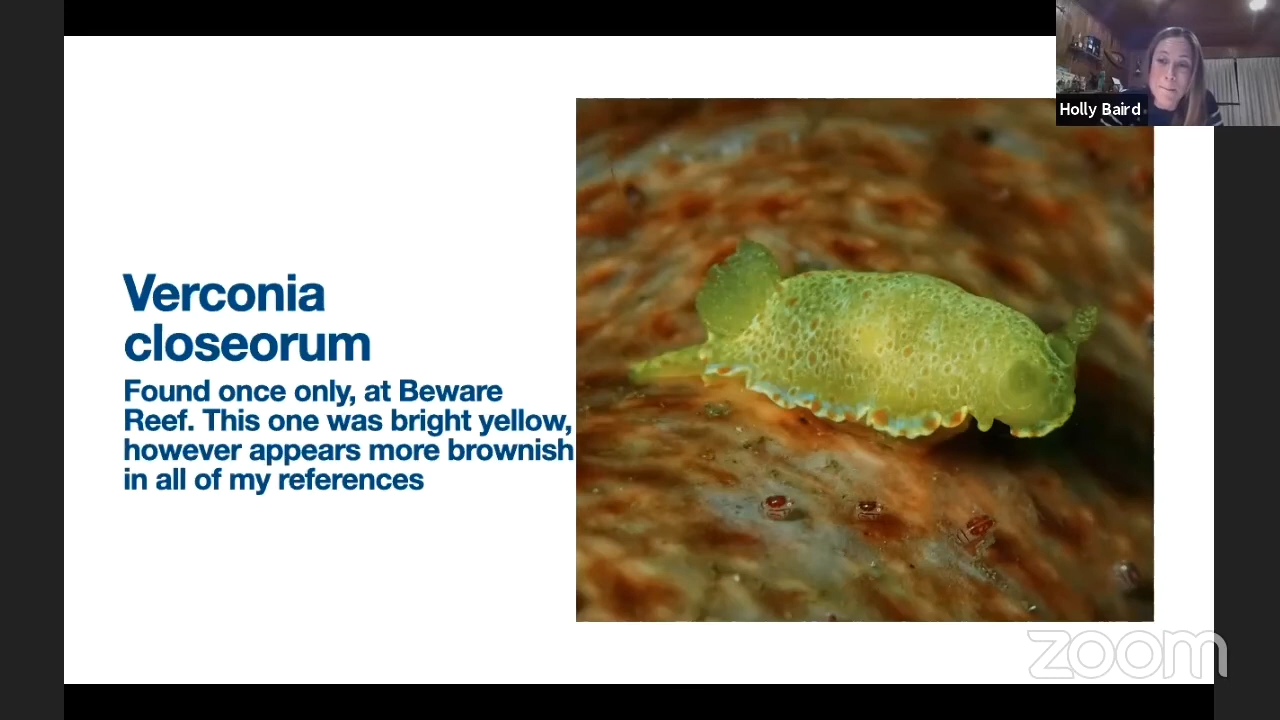 Holly Baird
Verconia
closeorum
Found once only, at Beware
Reef. This one was bright yellow,
however appears more brownish
in all of my references
zoom